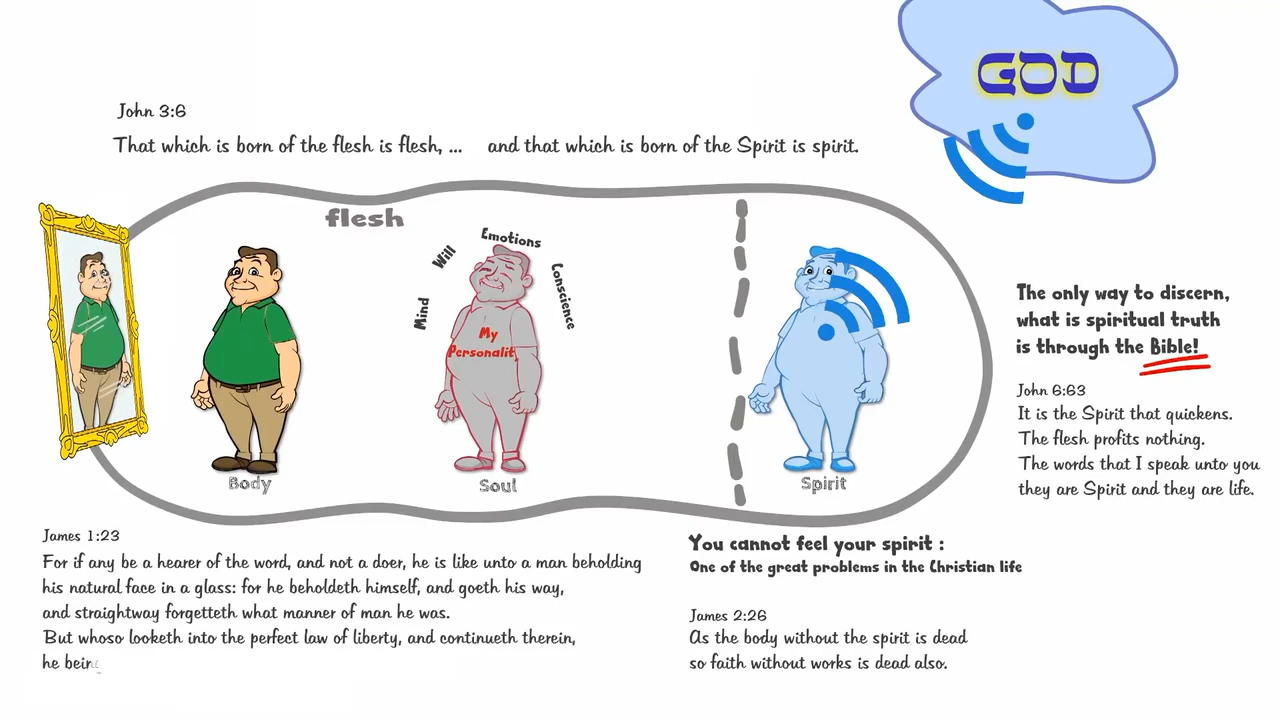 GOD
John 3:6
That which is born of the flesh is flesh, ... and that which is born of the Spirit is spirit.
flesh
Mind
Will
Emotions
Conscience
My
Personalit
Body
Soul
Spirit
The only way to discern,
what is spiritual truth
is through the Bible!
John 6:63
It is the Spirit that quickens.
The flesh profits nothing.
The words that I speak unto you
they are Spirit and they are life.
James 1:23
For if any be a hearer of the word, and not a doer, he is like unto a man beholding
his natural face in a glass: for he beholdeth himself, and goeth his way,
and straightway forgetteth what manner of man he was.
But whoso looketh into the perfect law of liberty, and continueth therein,
he bein
You cannot feel your spirit :
One of the great problems in the Christian life
James 2:26
As the body without the spirit is dead
so faith without works is dead also.